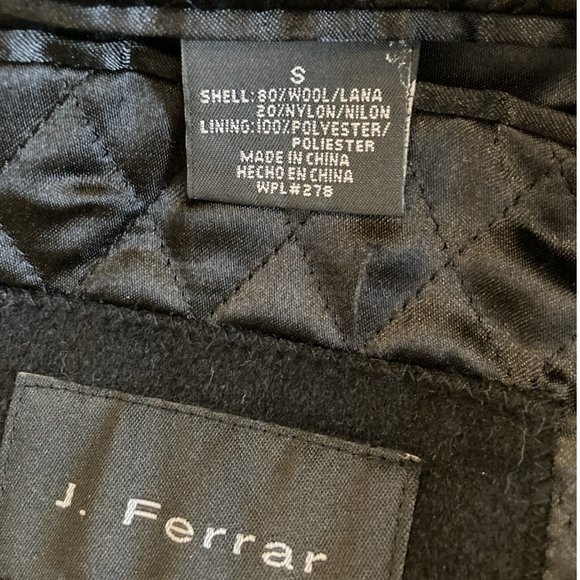 S
SHELL: 80% WOOL/LANA
20% NYLON/NILON
LINING: 100% POLYESTER/
POLIESTER
MADE IN CHINA
HECHO EN CHINA
WPL#278
J. Ferrar